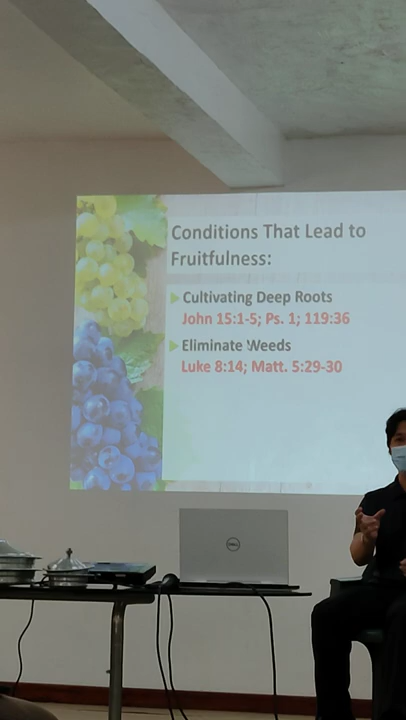 Conditions That Lead to
Fruitfulness:
Cultivating Deep Roots
John 15:1-5; Ps. 1; 119:36
Eliminate Weeds
Luke 8:14; Matt. 5:29-30
DELL